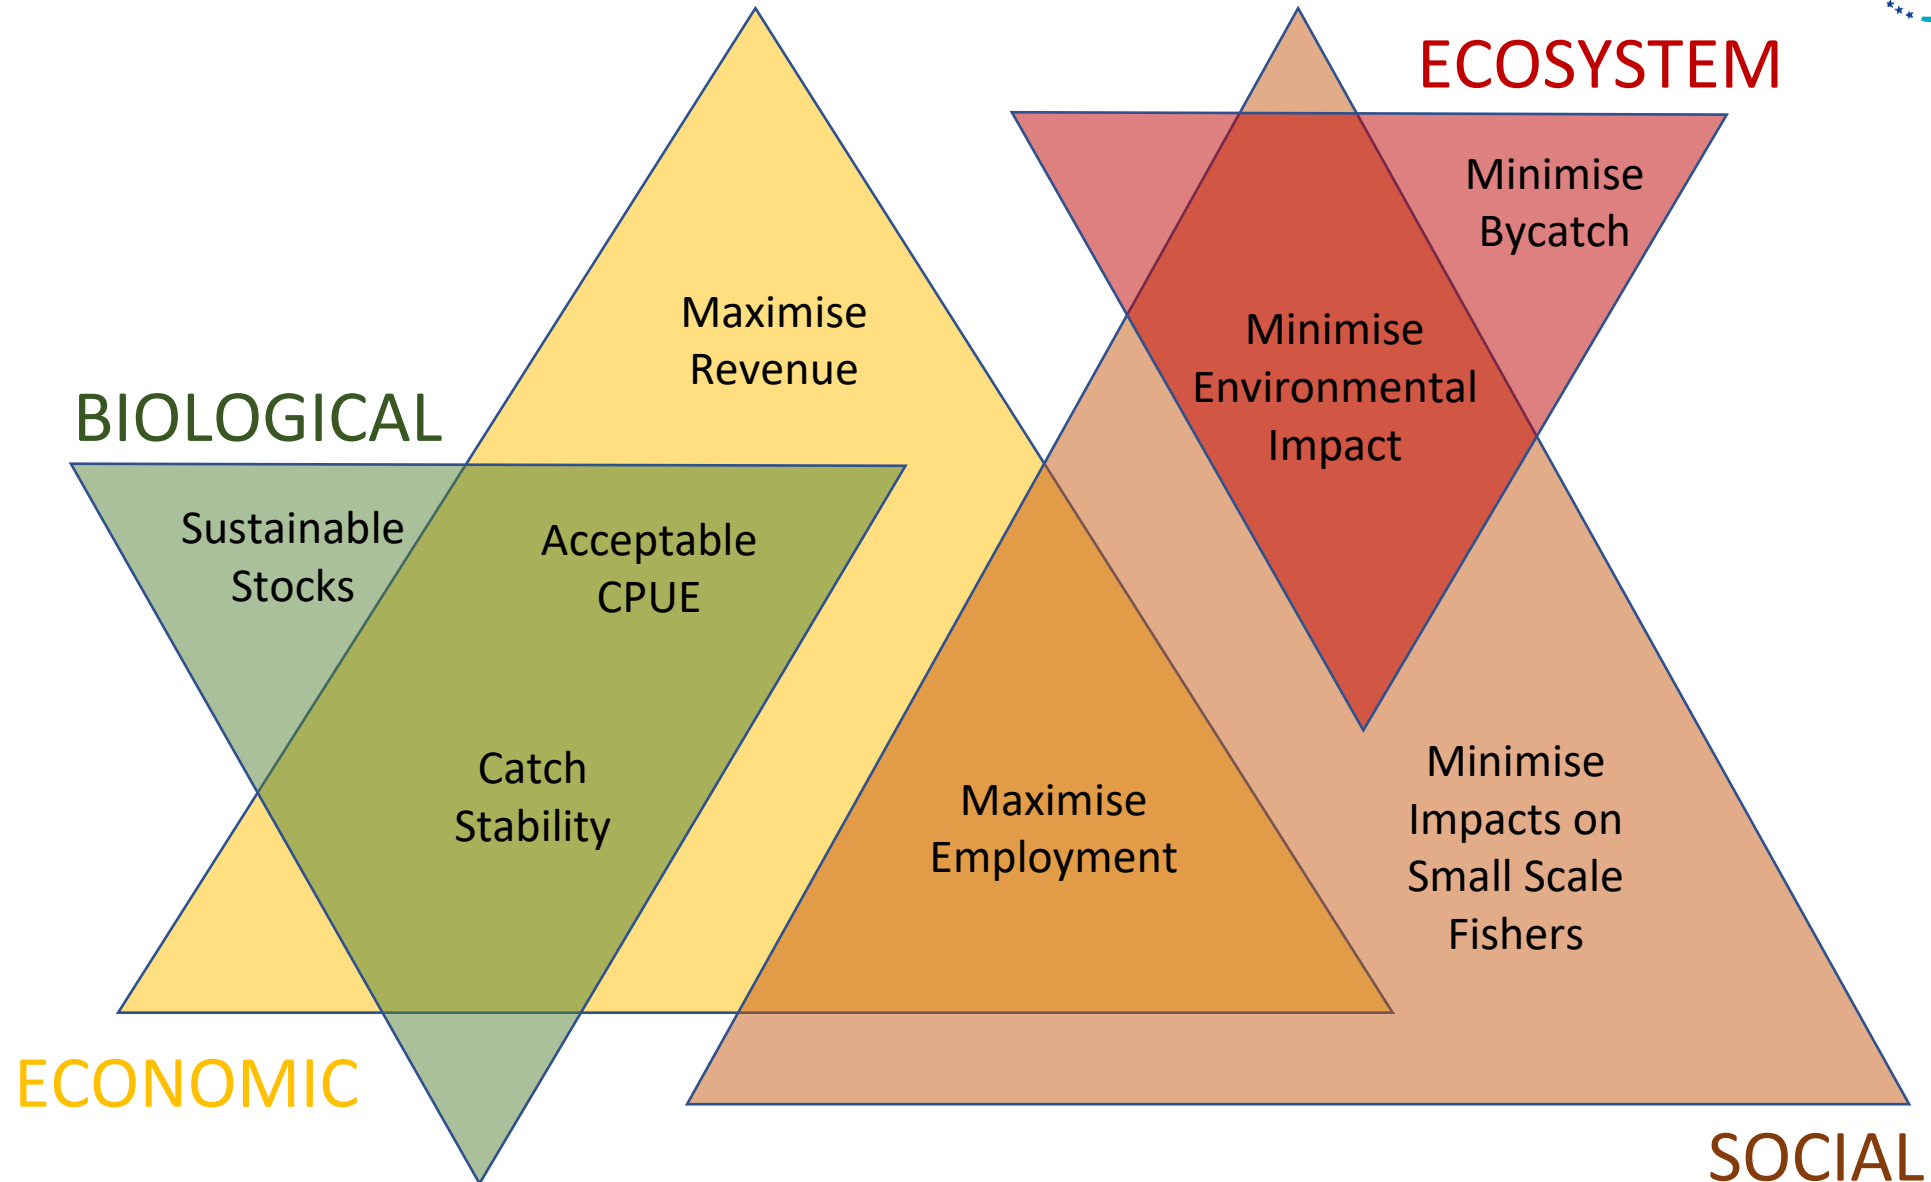 ECOSYSTEM
Minimise
Bycatch
Maximise
Revenue
Minimise
Environmental
Impact
BIOLOGICAL
Sustainable
Stocks
Acceptable
CPUE
Catch
Stability
Maximise
Employment
Minimise
Impacts on
Small Scale
Fishers
ECONOMIC
SOCIAL